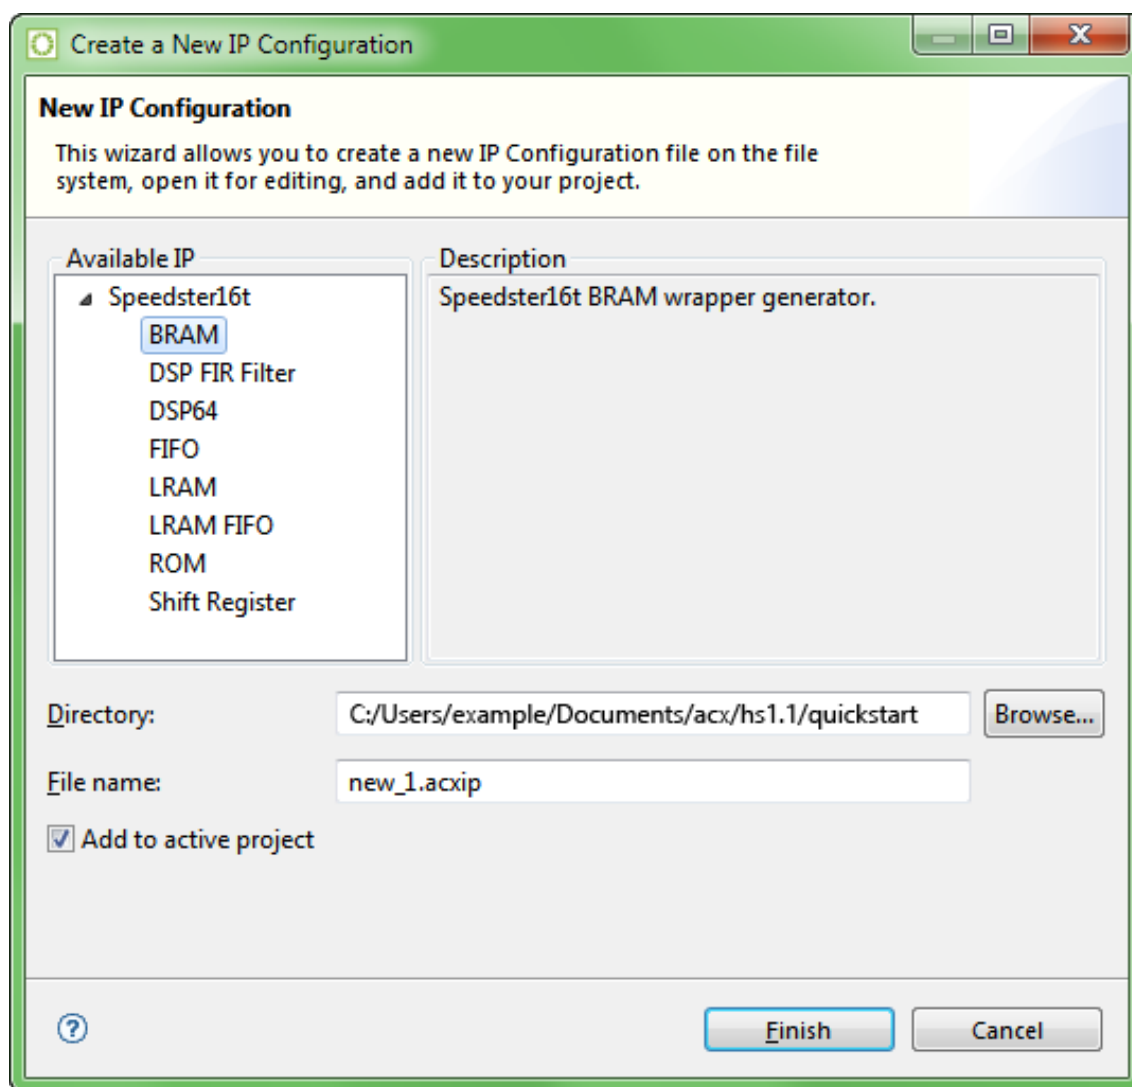 Create a New IP Configuration
New IP Configuration
This wizard allows you to create a new IP Configuration file on the file
system, open it for editing, and add it to your project.
Available IP
Speedster16t
BRAM
DSP FIR Filter
DSP64
FIFO
LRAM
LRAM FIFO
ROM
Shift Register
Description
Speedster16t BRAM wrapper generator.
Directory: C:/Users/example/Documents/acx/hs1.1/quickstart Browse...
File name: new_1.acxip
Add to active project
Finish Cancel